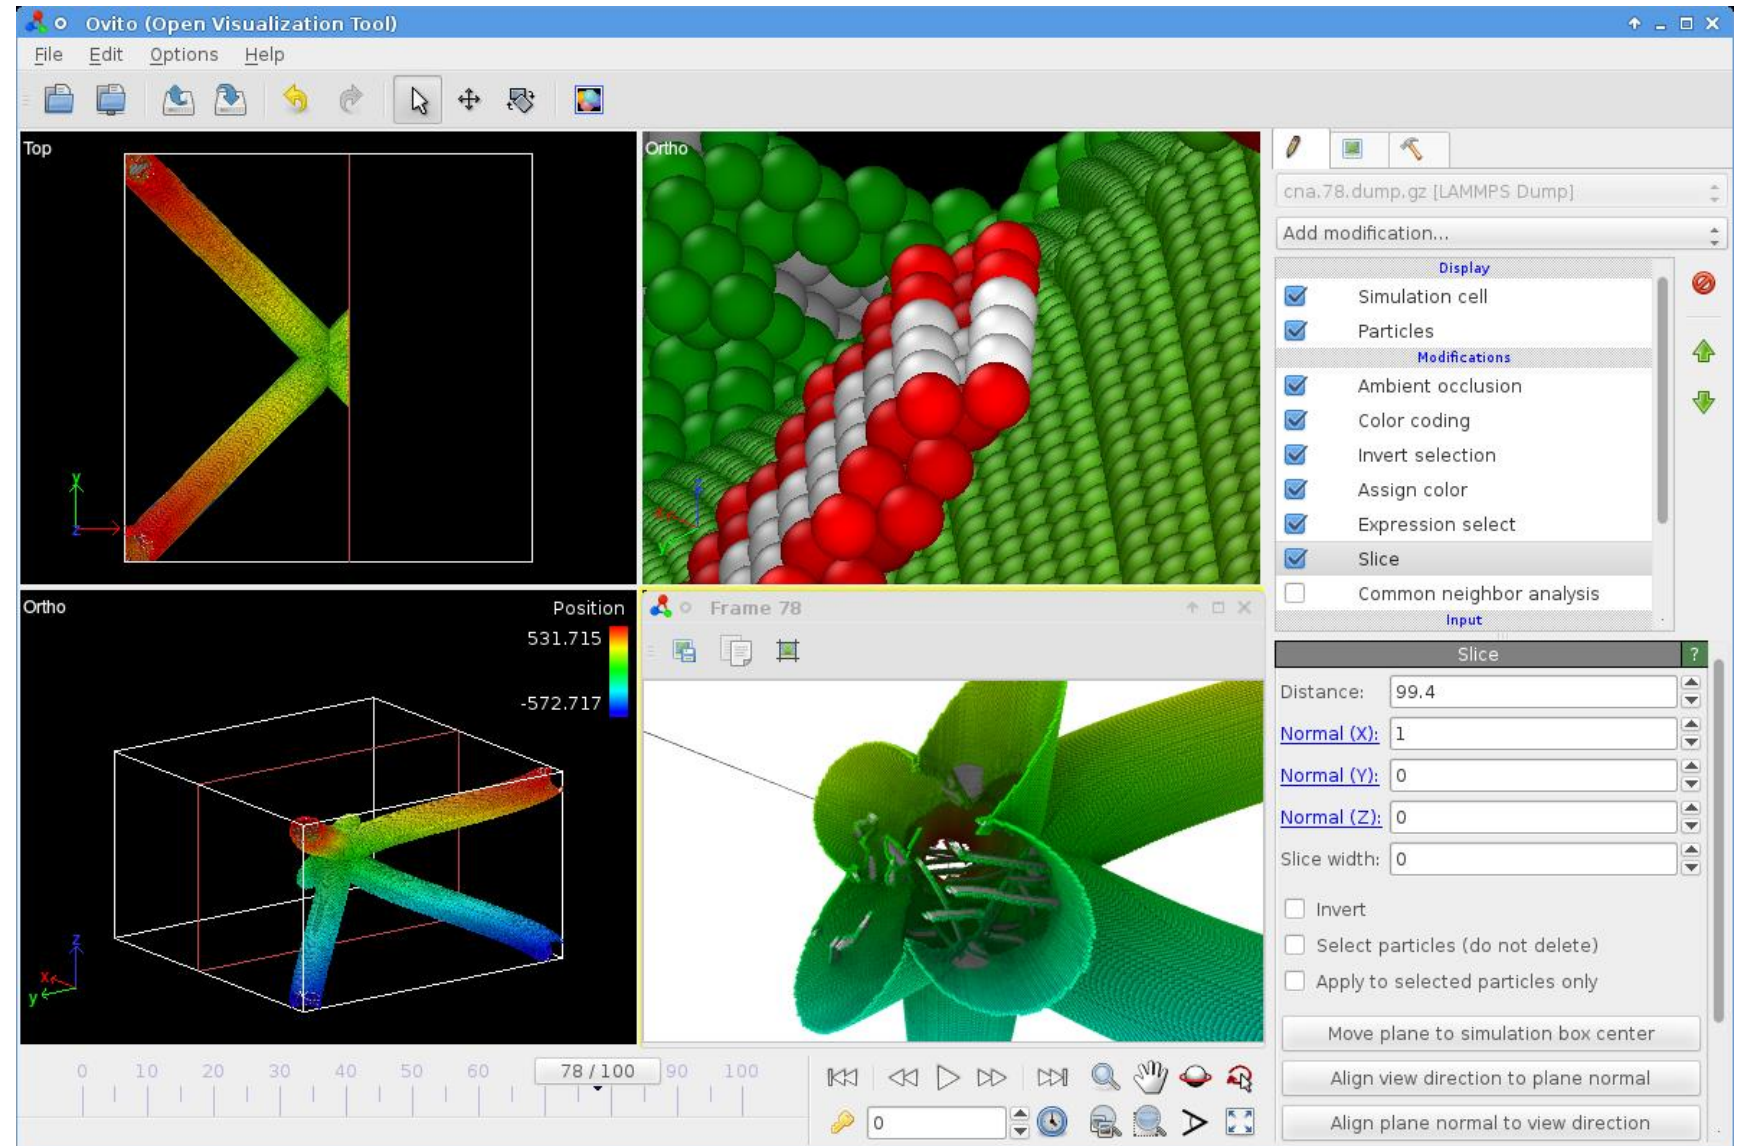 Ovito (Open Visualization Tool)
File Edit Options Help
Top
Ortho
Ortho
Position
531.715
-572.717
Frame 78
cna.78.dump.gz [LAMMPS Dump]
Add modification...
Display
Simulation cell
Particles
Modifications
Ambient occlusion
Color coding
Invert selection
Assign color
Expression select
Slice
Common neighbor analysis
Input
Slice ?
Distance: 99.4
Normal (X): 1
Normal (Y): 0
Normal (Z): 0
Slice width: 0
Invert
Select particles (do not delete)
Apply to selected particles only
Move plane to simulation box center
Align view direction to plane normal
Align plane normal to view direction
0 10 20 30 40 50 60 78 / 100 90 100
0